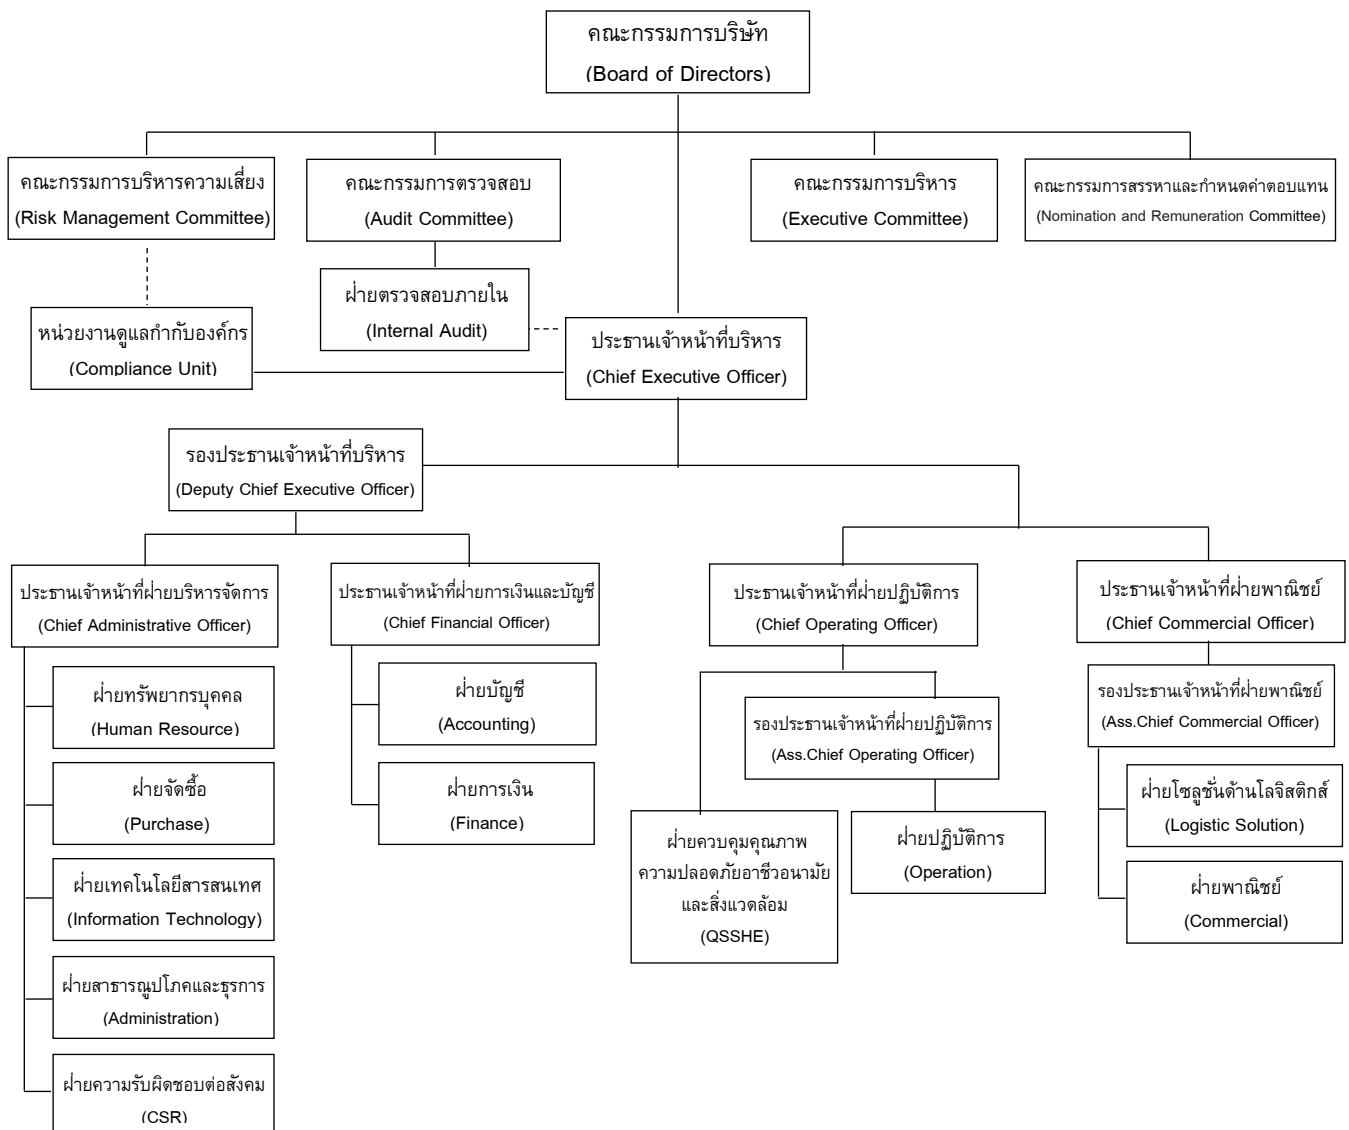 คณะกรรมการบริษัท
(Board of Directors)
คณะกรรมการบริหารความเสี่ยง
(Risk Management Committee)
คณะกรรมการตรวจสอบ
(Audit Committee)
คณะกรรมการบริหาร
(Executive Committee)
คณะกรรมการสรรหาและกำหนดค่าตอบแทน
(Nomination and Remuneration Committee)
ฝ่ายตรวจสอบภายใน
(Internal Audit)
หน่วยงานดูแลกำกับองค์กร
(Compliance Unit)
ประธานเจ้าหน้าที่บริหาร
(Chief Executive Officer)
รองประธานเจ้าหน้าที่บริหาร
(Deputy Chief Executive Officer)
ประธานเจ้าหน้าที่ฝ่ายบริหารจัดการ
(Chief Administrative Officer)
ประธานเจ้าหน้าที่ฝ่ายการเงินและบัญชี
(Chief Financial Officer)
ประธานเจ้าหน้าที่ฝ่ายปฏิบัติการ
(Chief Operating Officer)
ประธานเจ้าหน้าที่ฝ่ายพาณิชย์
(Chief Commercial Officer)
ฝ่ายทรัพยากรบุคคล
(Human Resource)
ฝ่ายจัดซื้อ
(Purchase)
ฝ่ายเทคโนโลยีสารสนเทศ
(Information Technology)
ฝ่ายสาธารณูปโภคและธุรการ
(Administration)
ฝ่ายความรับผิดชอบต่อสังคม
(CSR)
ฝ่ายบัญชี
(Accounting)
ฝ่ายการเงิน
(Finance)
รองประธานเจ้าหน้าที่ฝ่ายปฏิบัติการ
(Ass.Chief Operating Officer)
ฝ่ายควบคุมคุณภาพ
ความปลอดภัยอาชีวอนามัย
และสิ่งแวดล้อม
(QSSHE)
ฝ่ายปฏิบัติการ
(Operation)
รองประธานเจ้าหน้าที่ฝ่ายพาณิชย์
(Ass.Chief Commercial Officer)
ฝ่ายโซลูชั่นด้านโลจิสติกส์
(Logistic Solution)
ฝ่ายพาณิชย์
(Commercial)